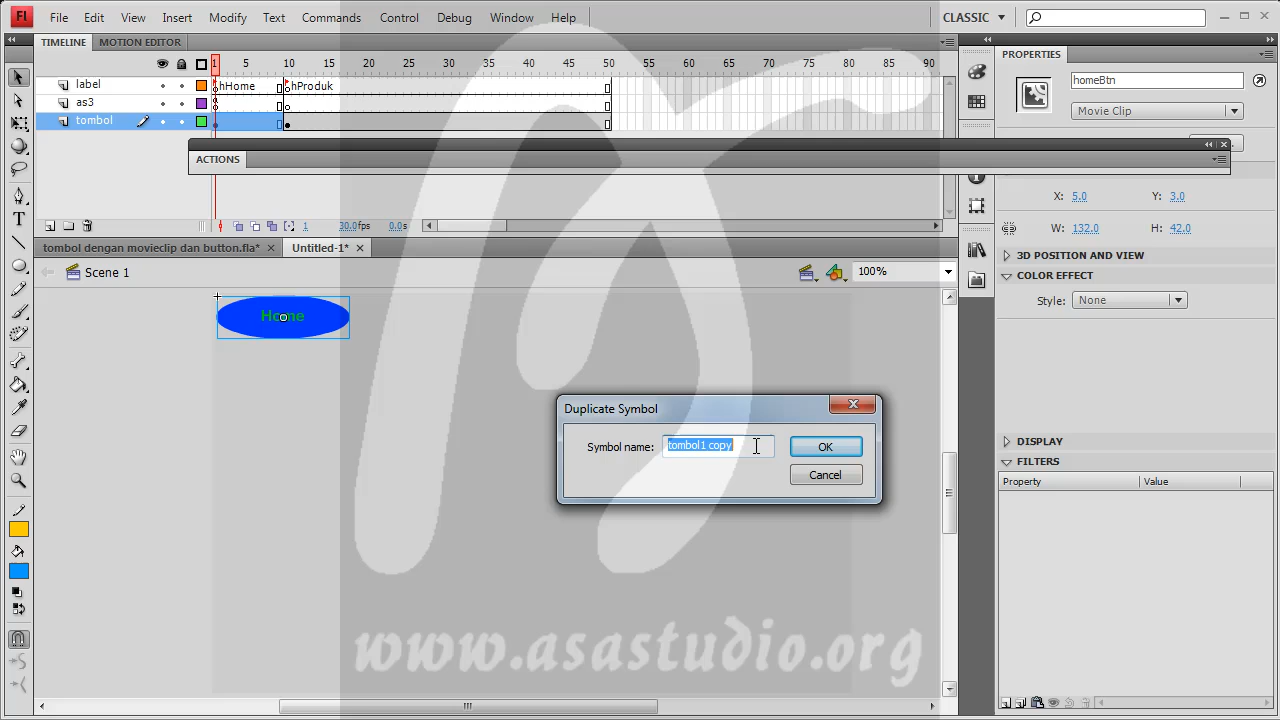 Fl File Edit View Insert Modify Text Commands Control Debug Window Help CLASSIC
TIMELINE MOTION EDITOR
1 5 10 15 20 25 30 35 40 45 50 55 60 65 70 75 80 85 90
label hHome hProduk
as3
tombol
ACTIONS
1 30.0fps 0.0s
tombol dengan movieclip dan button.fla* Untitled-1*
Scene 1 100%
Home
Duplicate Symbol
Symbol name: tombol1 copy OK
Cancel
www.asastudio.org
PROPERTIES
homeBtn
Movie Clip
X: 5.0 Y: 3.0
W: 132.0 H: 42.0
3D POSITION AND VIEW
COLOR EFFECT
Style: None
DISPLAY
FILTERS
Property Value